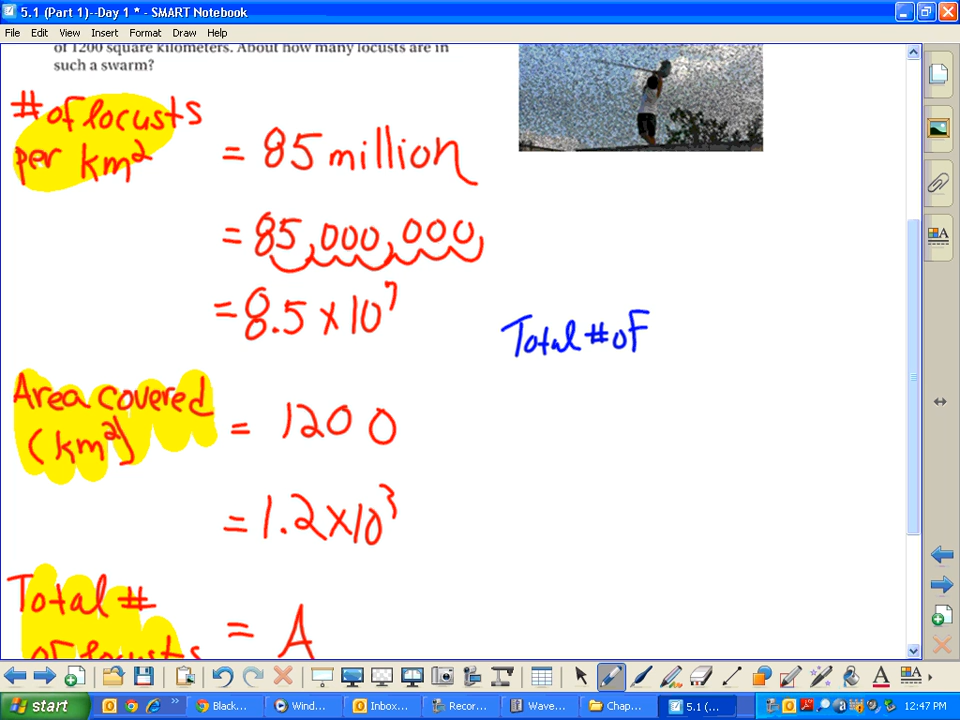 5.1 (Part 1)--Day 1 * - SMART Notebook
File Edit View Insert Format Draw Help
of 1200 square kilometers. About how many locusts are in
such a swarm?
# of locusts
per km²
= 85 million
= 85,000,000
= 8.5 x 10⁷
Total # of
Area covered
(km²)
= 1200
= 1.2 x 10³
Total #
of locusts
= A
start
Black...
Wind...
Inbox...
Recor...
Wave...
Chap...
5.1 (...
12:47 PM